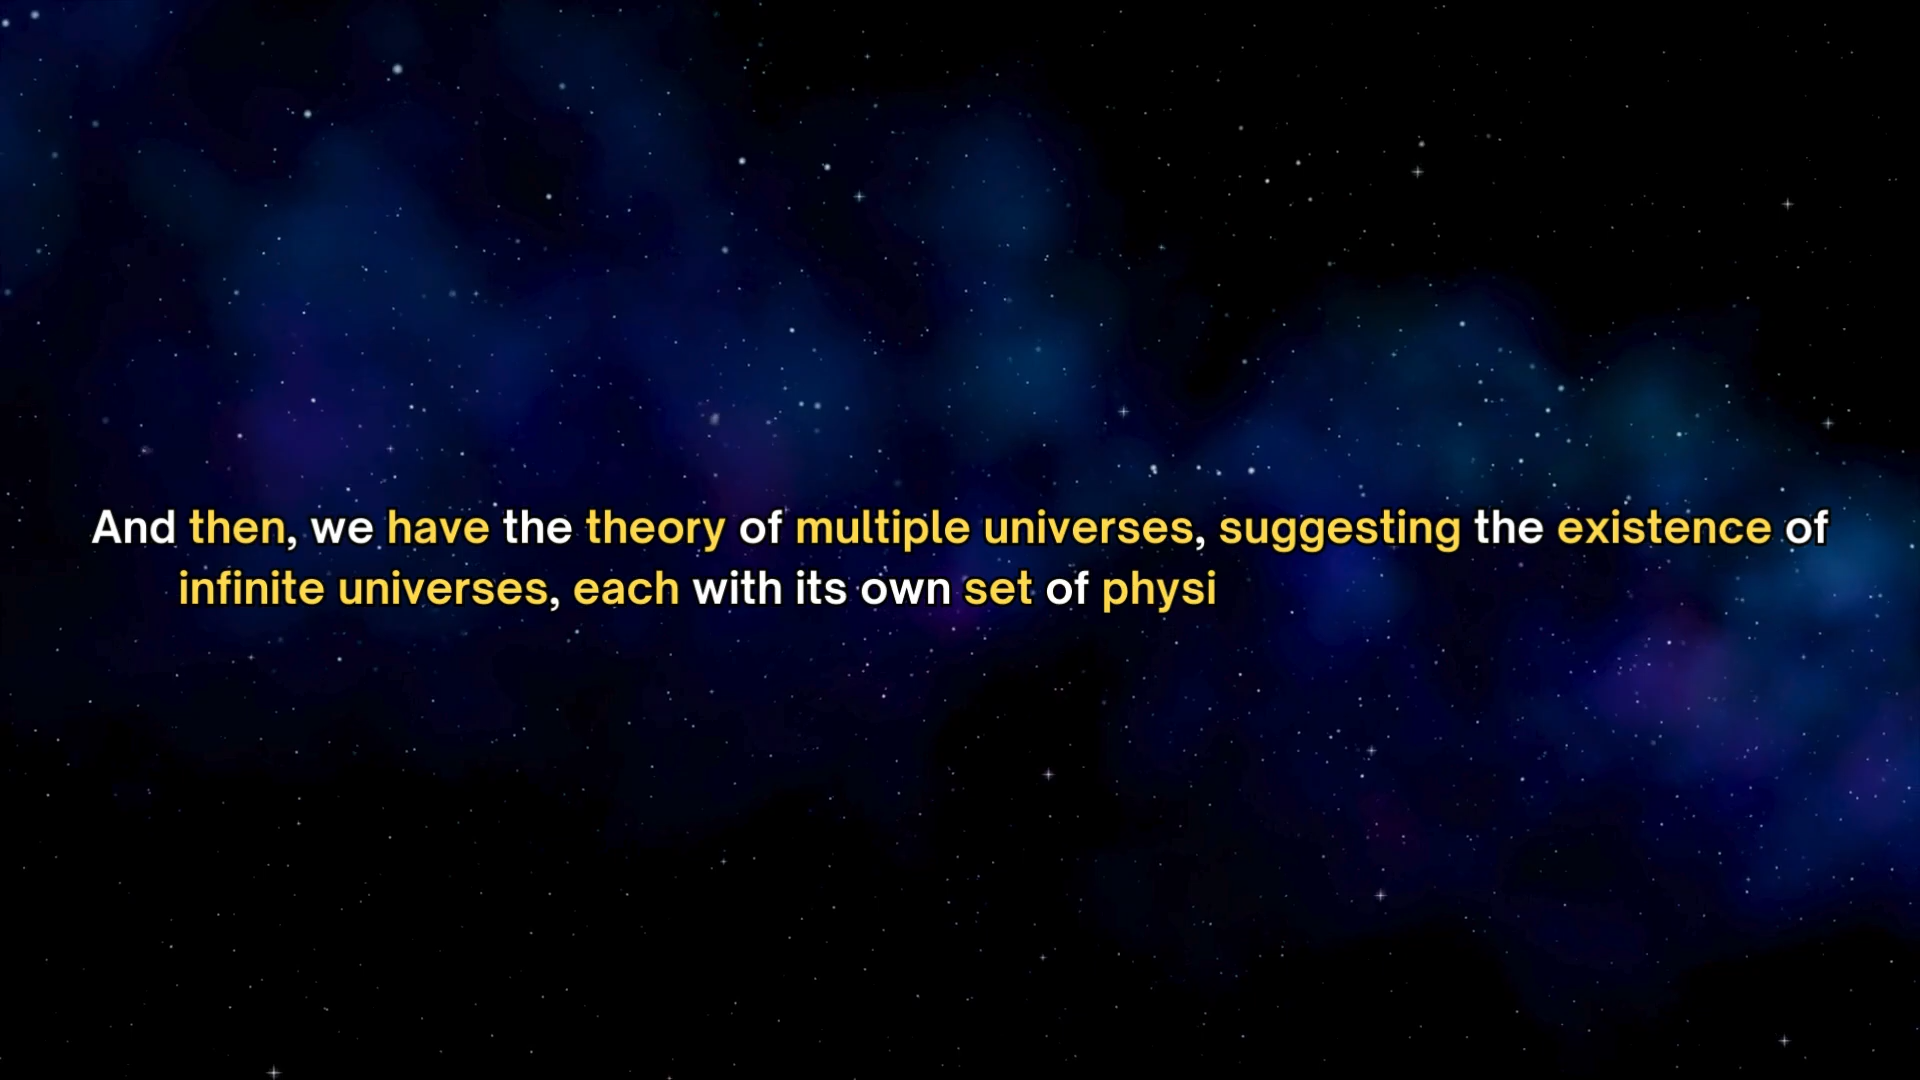 And then, we have the theory of multiple universes, suggesting the existence of
infinite universes, each with its own set of physi